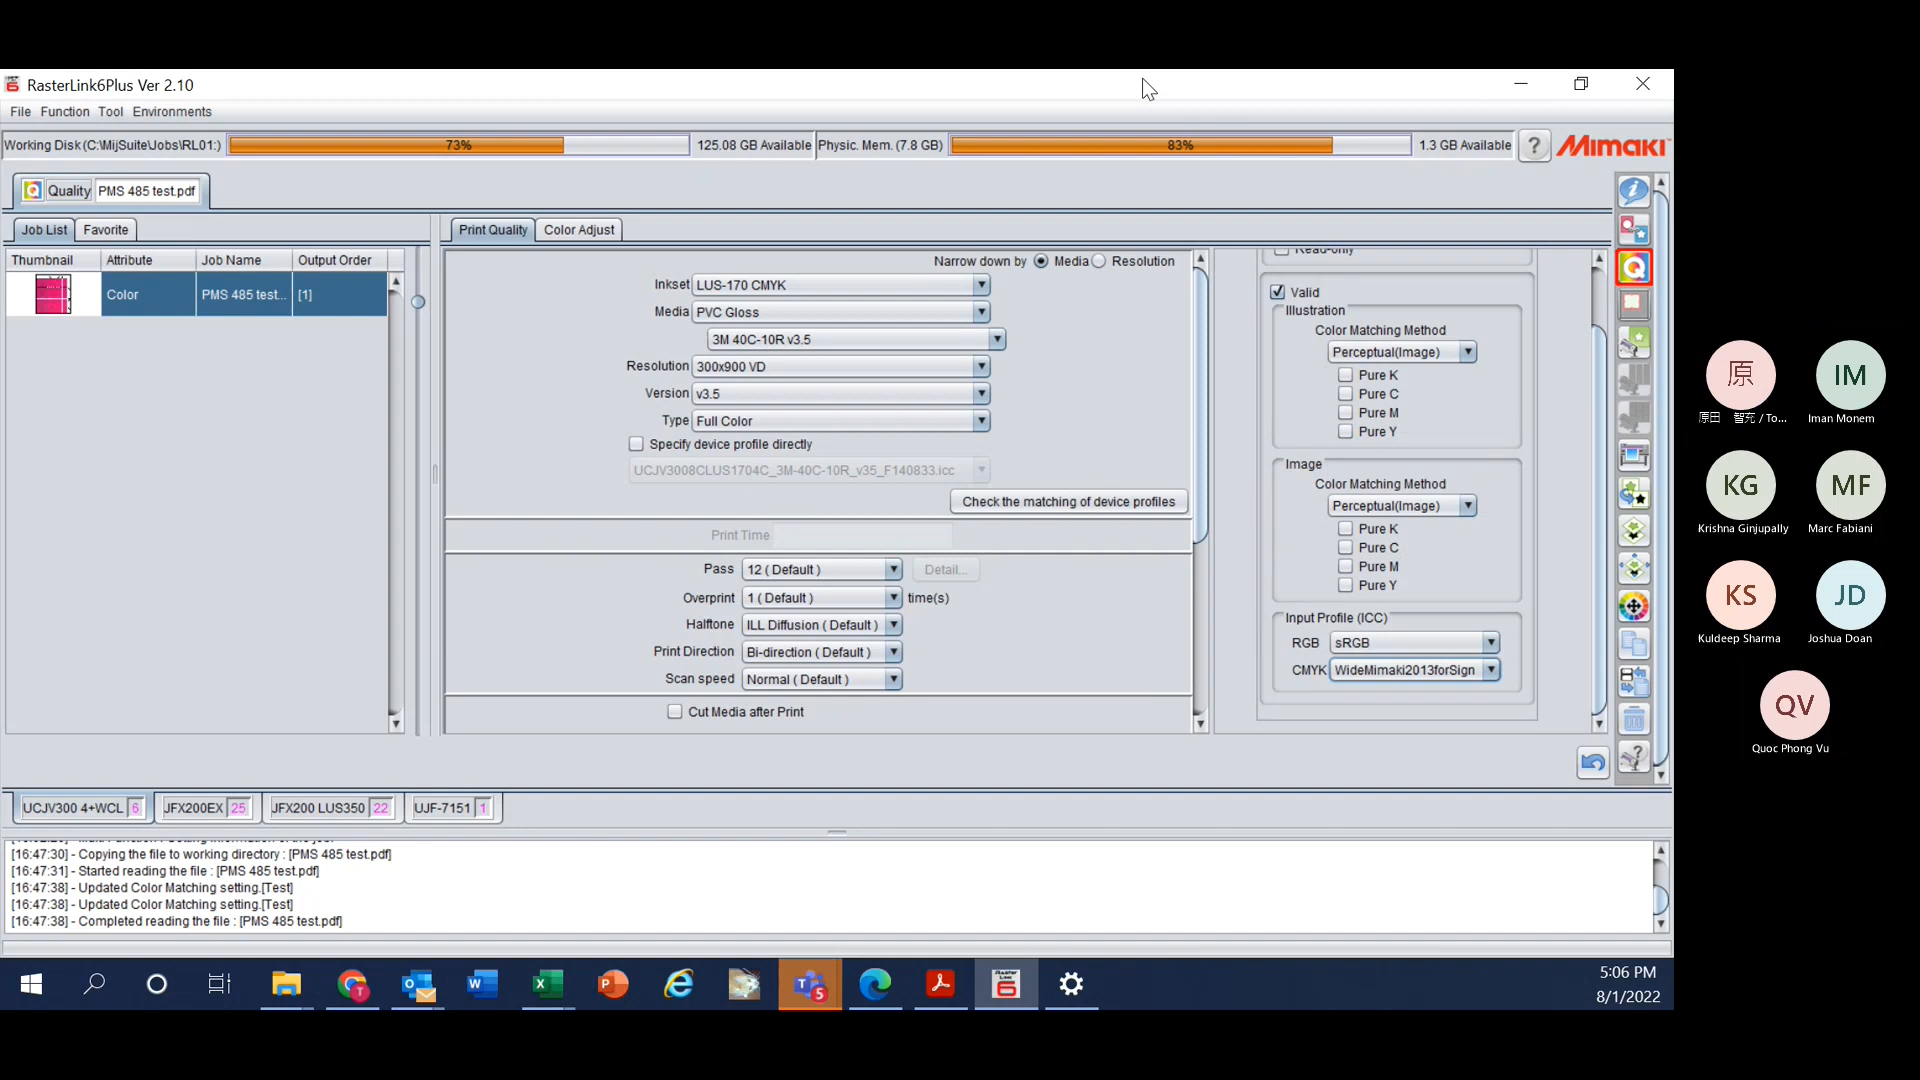 RasterLink6Plus Ver 2.10
File Function Tool Environments
Working Disk (C:\MijSuite\Jobs\RL01:) 73% 125.08 GB Available Physic. Mem. (7.8 GB) 83% 1.3 GB Available ? Mimaki
Quality PMS 485 test.pdf
Job List Favorite
Thumbnail Attribute Job Name Output Order
Color PMS 485 test... [1]
Print Quality Color Adjust
Narrow down by Media Resolution
Inkset LUS-170 CMYK
Media PVC Gloss
3M 40C-10R v3.5
Resolution 300x900 VD
Version v3.5
Type Full Color
Specify device profile directly
UCJV3008CLUS1704C_3M-40C-10R_v35_F140833.icc
Check the matching of device profiles
Print Time
Pass 12 ( Default ) Detail...
Overprint 1 ( Default ) time(s)
Halftone ILL Diffusion ( Default )
Print Direction Bi-direction ( Default )
Scan speed Normal ( Default )
Cut Media after Print
Read-only
Valid
Illustration
Color Matching Method
Perceptual(Image)
Pure K
Pure C
Pure M
Pure Y
Image
Color Matching Method
Perceptual(Image)
Pure K
Pure C
Pure M
Pure Y
Input Profile (ICC)
RGB sRGB
CMYK WideMimaki2013forSign
UCJV300 4+WCL 6 JFX200EX 25 JFX200 LUS350 22 UJF-7151 1
[16:47:30] - Copying the file to working directory : [PMS 485 test.pdf]
[16:47:31] - Started reading the file : [PMS 485 test.pdf]
[16:47:38] - Updated Color Matching setting.[Test]
[16:47:38] - Updated Color Matching setting.[Test]
[16:47:38] - Completed reading the file : [PMS 485 test.pdf]
5:06 PM
8/1/2022
原 IM
原田 智充 / To... Iman Monem
KG MF
Krishna Ginjupally Marc Fabiani
KS JD
Kuldeep Sharma Joshua Doan
QV
Quoc Phong Vu